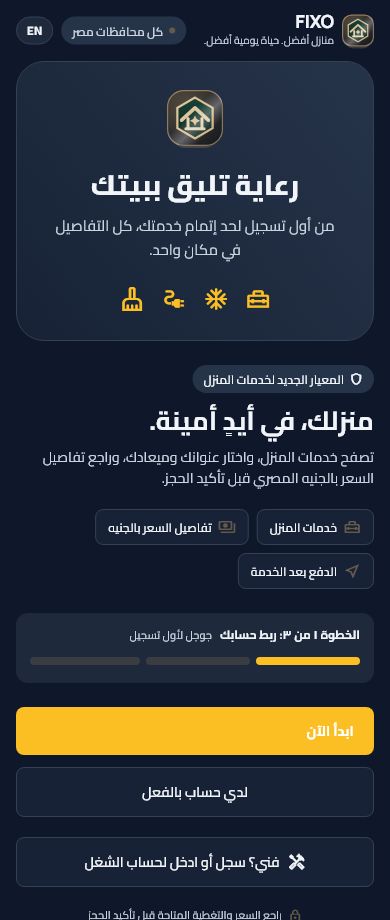 FIXO
منازل أفضل. حياة يومية أفضل.
كل محافظات مصر
EN
رعاية تليق ببيتك
من أول تسجيل لحد إتمام خدمتك، كل التفاصيل
في مكان واحد.
المعيار الجديد لخدمات المنزل
منزلك، في أيدٍ أمينة.
تصفح خدمات المنزل، واختار عنوانك وميعادك، وراجع تفاصيل
السعر بالجنيه المصري قبل تأكيد الحجز.
خدمات المنزل
تفاصيل السعر بالجنيه
الدفع بعد الخدمة
الخطوة ١ من ٣: ربط حسابك
جوجل لأول تسجيل
ابدأ الآن
لدي حساب بالفعل
فني؟ سجل أو ادخل لحساب الشغل
راجع السعر والتغطية المتاحة قبل تأكيد الحجز